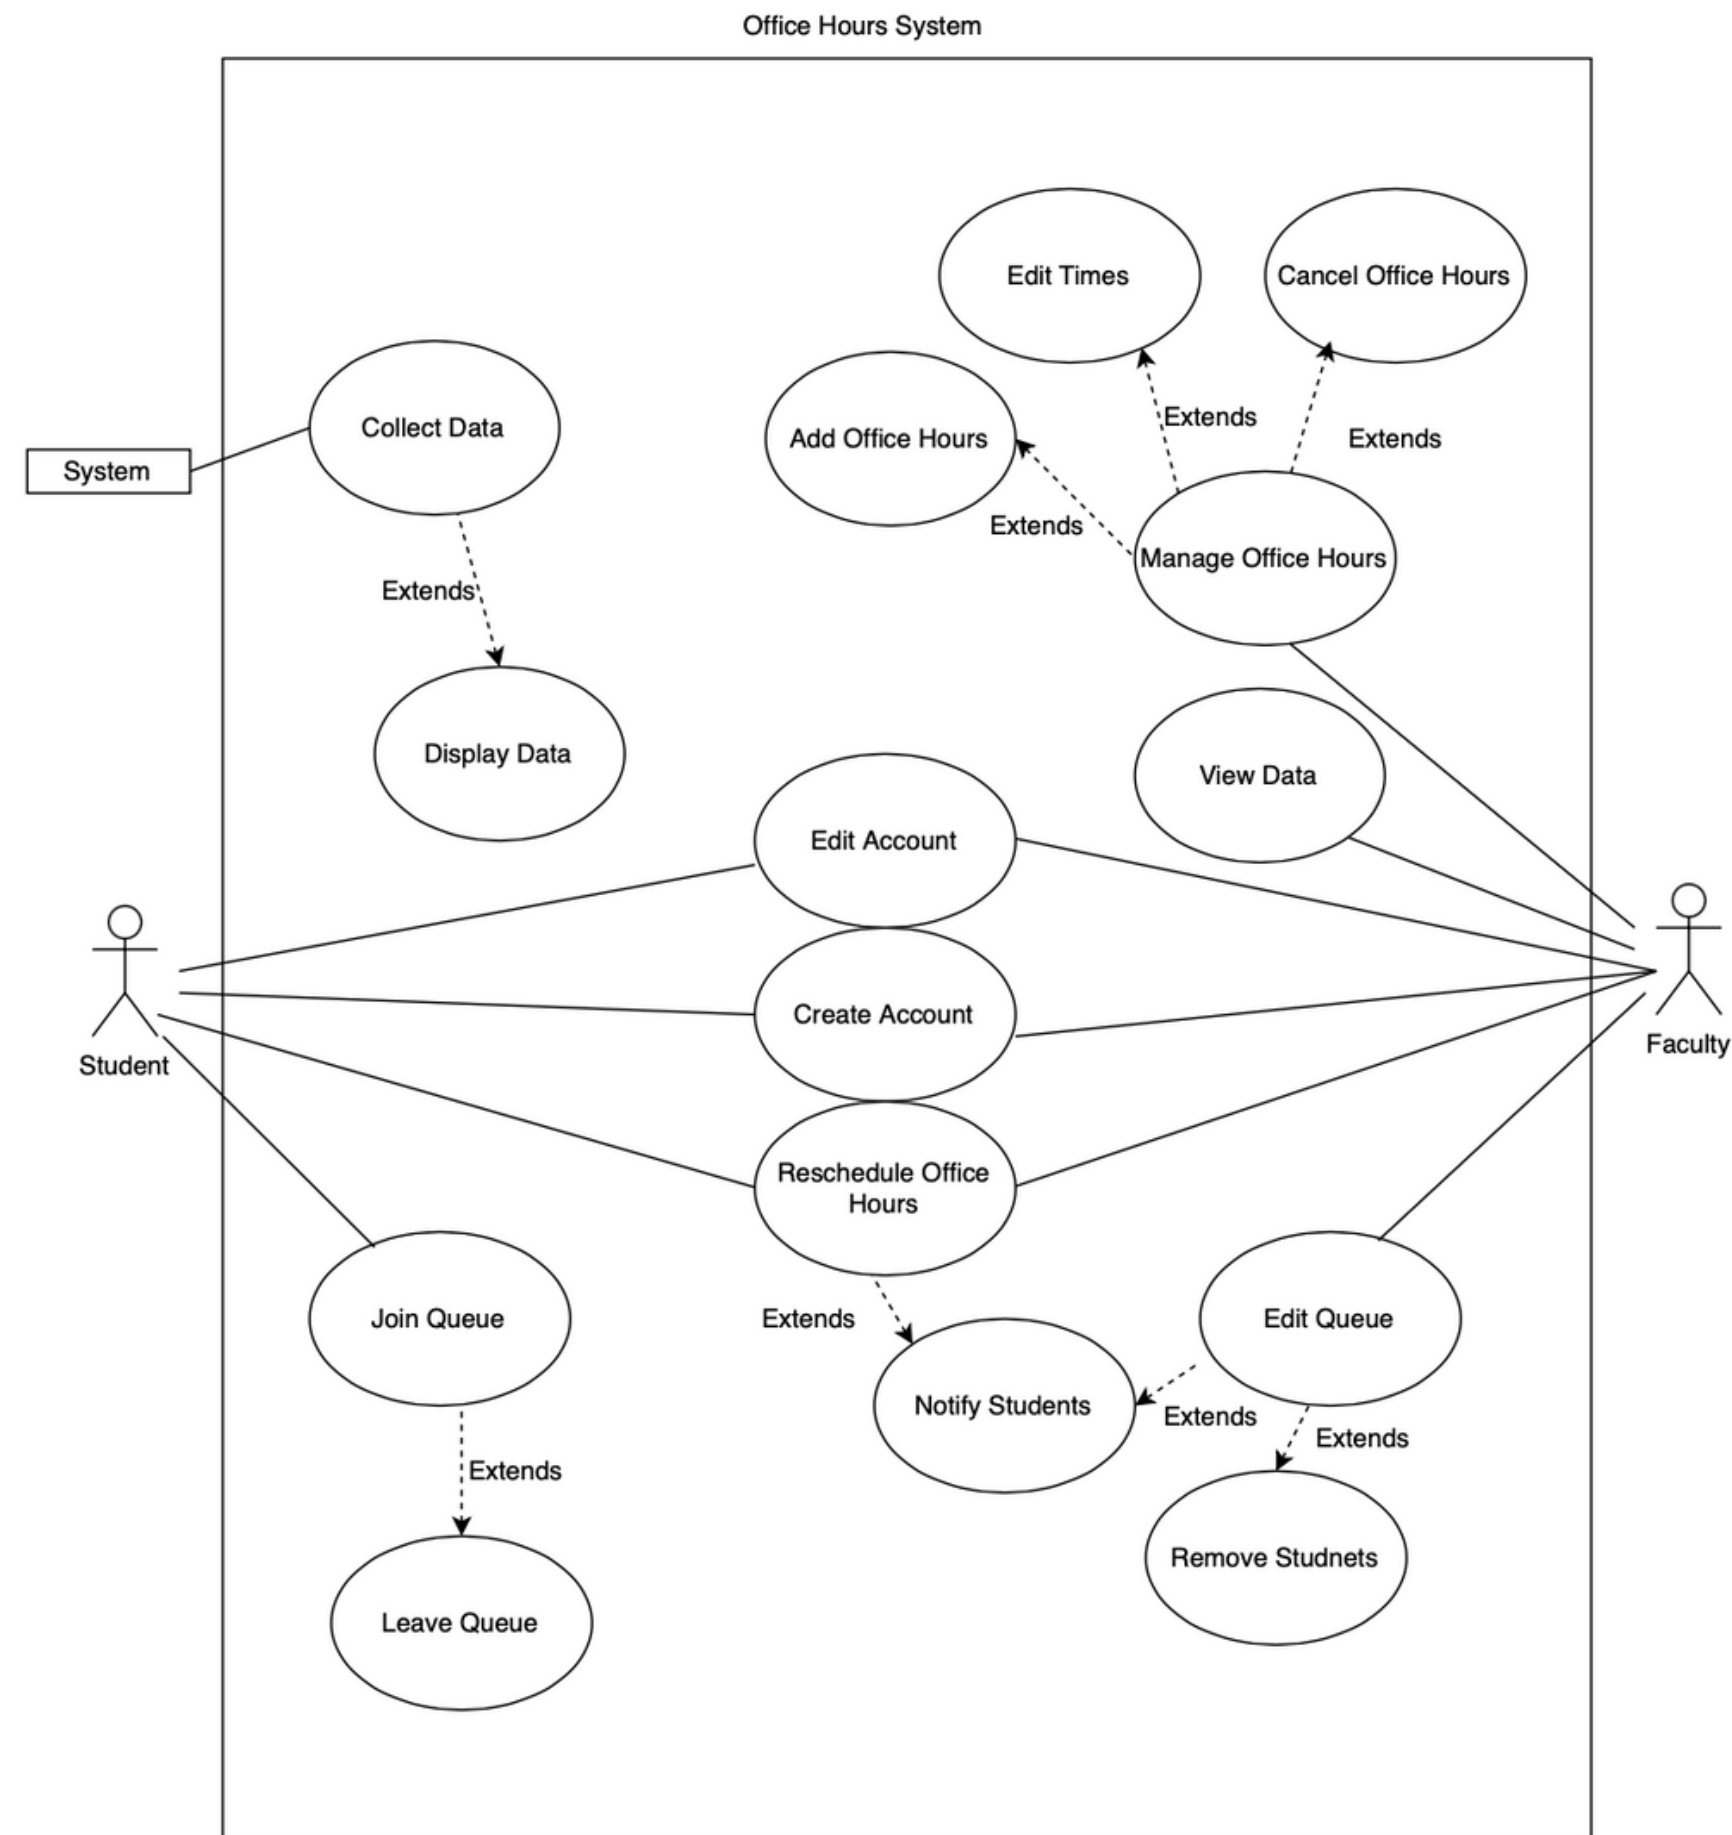 Office Hours System
Edit Times
Cancel Office Hours
Collect Data
Add Office Hours
Extends
Extends
System
Extends
Manage Office Hours
Extends
Display Data
View Data
Edit Account
Create Account
Student
Faculty
Reschedule Office
Hours
Join Queue
Extends
Edit Queue
Notify Students
Extends
Extends
Extends
Remove Studnets
Leave Queue